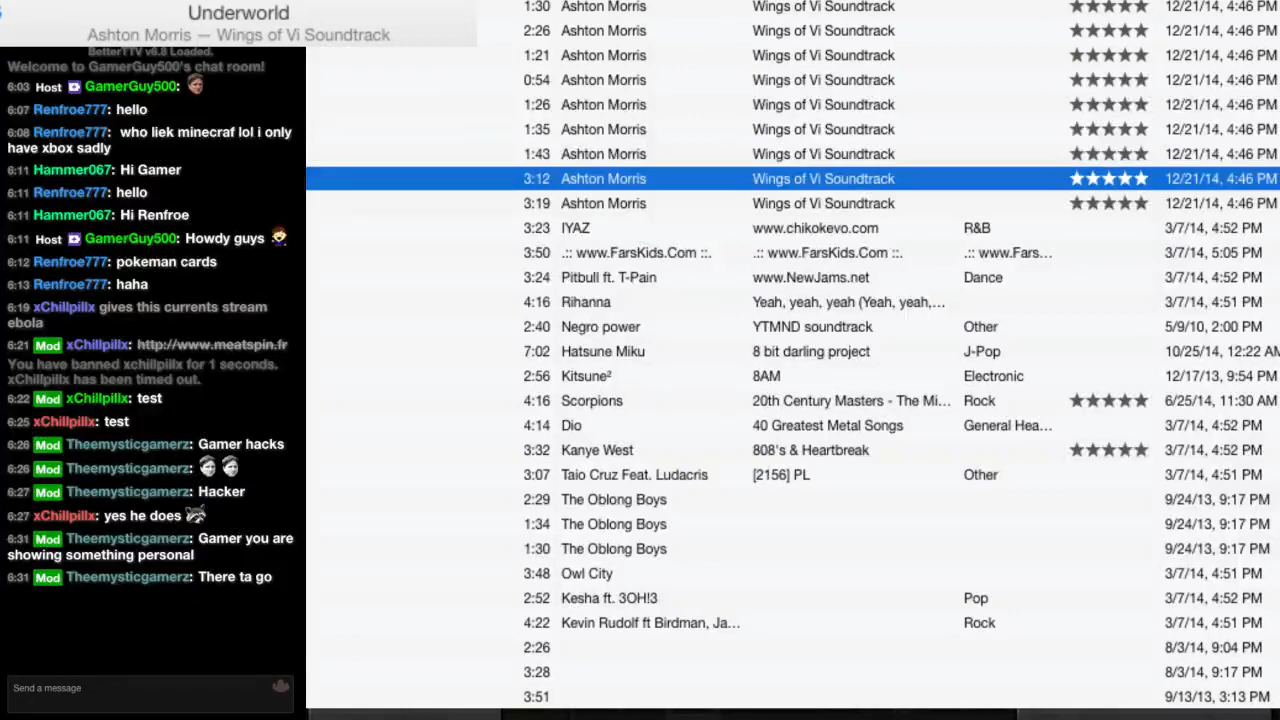 Underworld
Ashton Morris — Wings of Vi Soundtrack
BetterTTV v6.8 Loaded.
Welcome to GamerGuy500's chat room!
6:03 Host GamerGuy500:
6:07 Renfroe777: hello
6:08 Renfroe777: who liek minecraf lol i only
have xbox sadly
6:11 Hammer067: Hi Gamer
6:11 Renfroe777: hello
6:11 Hammer067: Hi Renfroe
6:11 Host GamerGuy500: Howdy guys
6:12 Renfroe777: pokeman cards
6:13 Renfroe777: haha
6:19 xChillpillx gives this currents stream
ebola
6:21 Mod xChillpillx: http://www.meatspin.fr
You have banned xchillpillx for 1 seconds.
xChillpillx has been timed out.
6:22 Mod xChillpillx: test
6:25 xChillpillx: test
6:26 Mod Theemysticgamerz: Gamer hacks
6:26 Mod Theemysticgamerz:
6:27 Mod Theemysticgamerz: Hacker
6:27 xChillpillx: yes he does
6:31 Mod Theemysticgamerz: Gamer you are
showing something personal
6:31 Mod Theemysticgamerz: There ta go
Send a message
1:30 Ashton Morris Wings of Vi Soundtrack ★★★★★ 12/21/14, 4:46 PM
2:26 Ashton Morris Wings of Vi Soundtrack ★★★★★ 12/21/14, 4:46 PM
1:21 Ashton Morris Wings of Vi Soundtrack ★★★★★ 12/21/14, 4:46 PM
0:54 Ashton Morris Wings of Vi Soundtrack ★★★★★ 12/21/14, 4:46 PM
1:26 Ashton Morris Wings of Vi Soundtrack ★★★★★ 12/21/14, 4:46 PM
1:35 Ashton Morris Wings of Vi Soundtrack ★★★★★ 12/21/14, 4:46 PM
1:43 Ashton Morris Wings of Vi Soundtrack ★★★★★ 12/21/14, 4:46 PM
3:12 Ashton Morris Wings of Vi Soundtrack ★★★★★ 12/21/14, 4:46 PM
3:19 Ashton Morris Wings of Vi Soundtrack ★★★★★ 12/21/14, 4:46 PM
3:23 IYAZ www.chikokevo.com R&B 3/7/14, 4:52 PM
3:50 .:: www.FarsKids.Com ::. .:: www.FarsKids.Com ::. .:: www.Fars… 3/7/14, 5:05 PM
3:24 Pitbull ft. T-Pain www.NewJams.net Dance 3/7/14, 4:52 PM
4:16 Rihanna Yeah, yeah, yeah (Yeah, yeah,… 3/7/14, 4:51 PM
2:40 Negro power YTMND soundtrack Other 5/9/10, 2:00 PM
7:02 Hatsune Miku 8 bit darling project J-Pop 10/25/14, 12:22 AM
2:56 Kitsune² 8AM Electronic 12/17/13, 9:54 PM
4:16 Scorpions 20th Century Masters - The Mi… Rock ★★★★★ 6/25/14, 11:30 AM
4:14 Dio 40 Greatest Metal Songs General Hea… 3/7/14, 4:52 PM
3:32 Kanye West 808's & Heartbreak ★★★★★ 3/7/14, 4:52 PM
3:07 Taio Cruz Feat. Ludacris [2156] PL Other 3/7/14, 4:51 PM
2:29 The Oblong Boys 9/24/13, 9:17 PM
1:34 The Oblong Boys 9/24/13, 9:17 PM
1:30 The Oblong Boys 9/24/13, 9:17 PM
3:48 Owl City 3/7/14, 4:51 PM
2:52 Kesha ft. 3OH!3 Pop 3/7/14, 4:52 PM
4:22 Kevin Rudolf ft Birdman, Ja… Rock 3/7/14, 4:51 PM
2:26 8/3/14, 9:04 PM
3:28 8/3/14, 9:17 PM
3:51 9/13/13, 3:13 PM